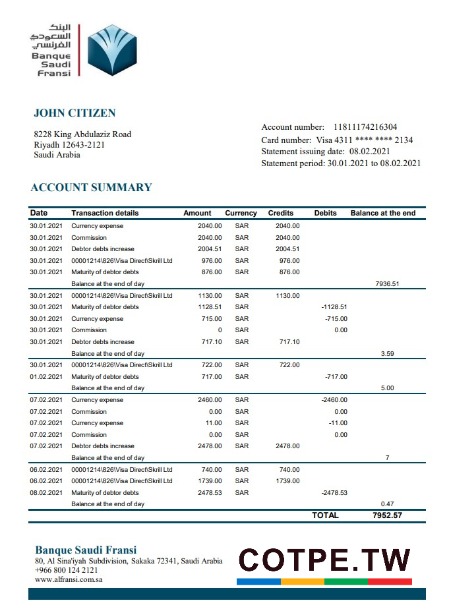 البنك
السعودي
الفرنسي
Banque
Saudi
Fransi
JOHN CITIZEN
8228 King Abdulaziz Road
Riyadh 12643-2121
Saudi Arabia
Account number: 11811174216304
Card number: Visa 4311 **** **** 2134
Statement issuing date: 08.02.2021
Statement period: 30.01.2021 to 08.02.2021
ACCOUNT SUMMARY
Date Transaction details Amount Currency Credits Debits Balance at the end
30.01.2021 Currency expense 2040.00 SAR 2040.00
30.01.2021 Commission 2040.00 SAR 2040.00
30.01.2021 Debtor debts increase 2004.51 SAR 2004.51
30.01.2021 00001214\826\Visa Direct\Skrill Ltd 976.00 SAR 976.00
30.01.2021 Maturity of debtor debts 876.00 SAR 876.00
Balance at the end of day 7936.51
30.01.2021 00001214\826\Visa Direct\Skrill Ltd 1130.00 SAR 1130.00
30.01.2021 Maturity of debtor debts 1128.51 SAR -1128.51
30.01.2021 Currency expense 715.00 SAR -715.00
30.01.2021 Commission 0 SAR 0.00
30.01.2021 Debtor debts increase 717.10 SAR 717.10
Balance at the end of day 3.59
30.01.2021 00001214\826\Visa Direct\Skrill Ltd 722.00 SAR 722.00
01.02.2021 Maturity of debtor debts 717.00 SAR -717.00
Balance at the end of day 5.00
07.02.2021 Currency expense 2460.00 SAR -2460.00
07.02.2021 Commission 0.00 SAR 0.00
07.02.2021 Currency expense 11.00 SAR -11.00
07.02.2021 Commission 0.00 SAR 0.00
07.02.2021 Debtor debts increase 2478.00 SAR 2478.00
Balance at the end of day 7
06.02.2021 00001214\826\Visa Direct\Skrill Ltd 740.00 SAR 740.00
06.02.2021 00001214\826\Visa Direct\Skrill Ltd 1739.00 SAR 1739.00
08.02.2021 Maturity of debtor debts 2478.53 SAR -2478.53
Balance at the end of day 0.47
TOTAL 7952.57
Banque Saudi Fransi
80, Al Sina'iyah Subdivision, Sakaka 72341, Saudi Arabia
+966 800 124 2121
www.alfransi.com.sa
COTPE.TW